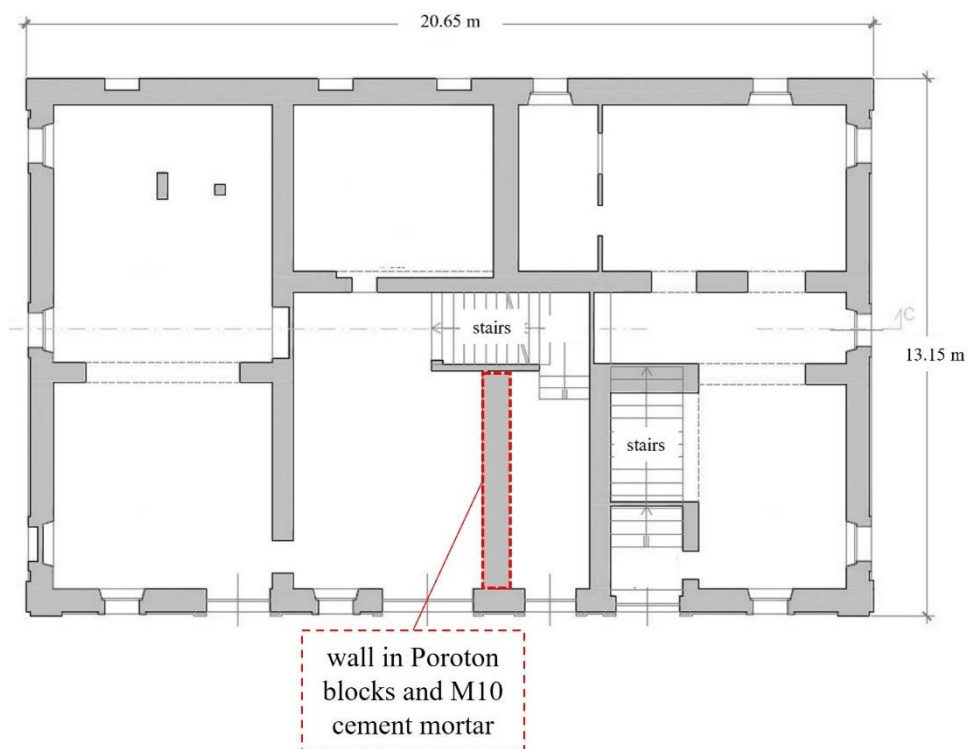 20.65 m
stairs
C
13.15 m
stairs
wall in Poroton
blocks and M10
cement mortar